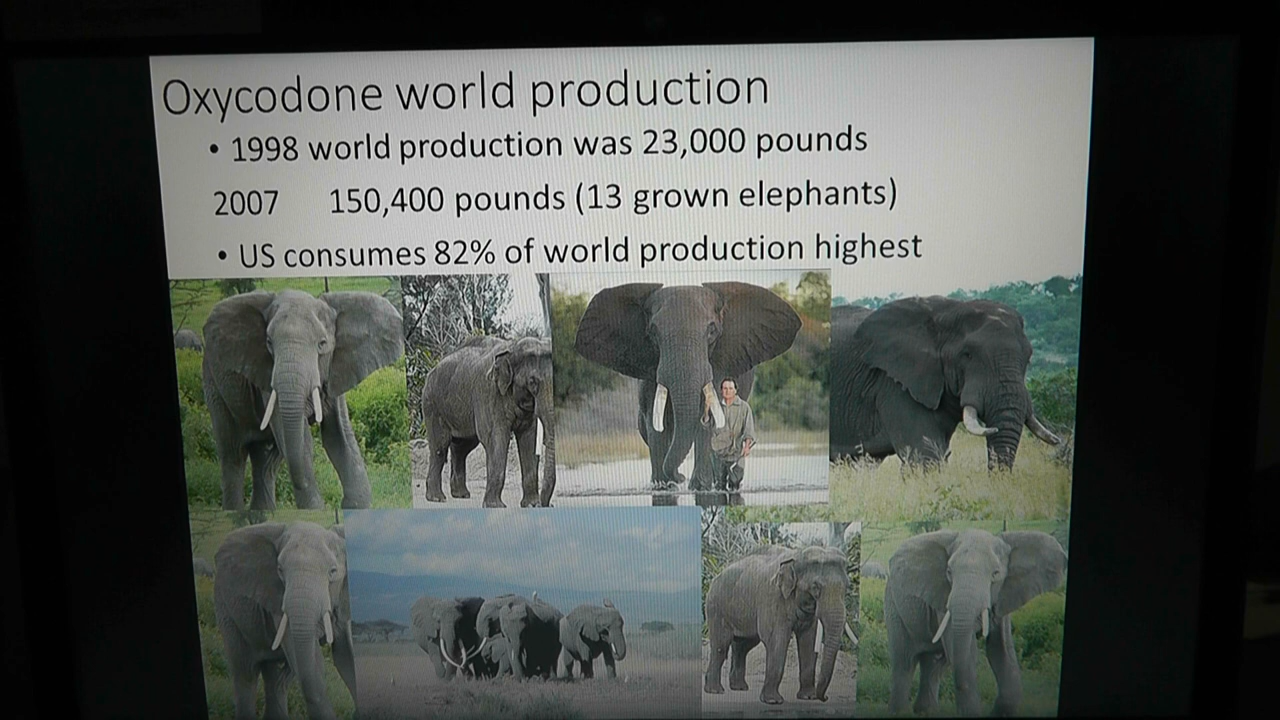 Oxycodone world production
• 1998 world production was 23,000 pounds
2007 150,400 pounds (13 grown elephants)
• US consumes 82% of world production highest